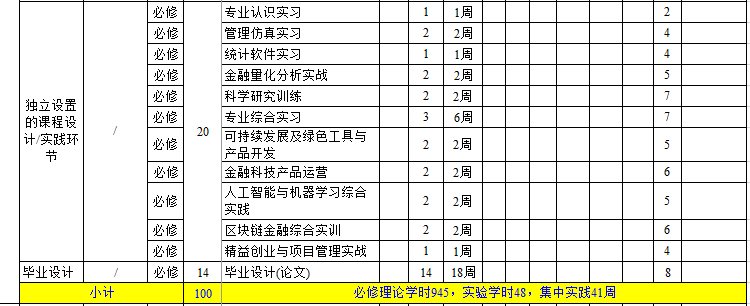 必修 专业认识实习 1 1周 2
必修 管理仿真实习 2 2周 4
必修 统计软件实习 1 1周 4
必修 金融量化分析实战 2 2周 5
必修 科学研究训练 2 2周 7
必修 专业综合实习 3 6周 7
独立设置
的课程设
计/实践环
节
/
20
必修 可持续发展及绿色工具与
产品开发 2 2周 5
必修 金融科技产品运营 2 2周 6
必修 人工智能与机器学习综合
实践 2 2周 5
必修 区块链金融综合实训 2 2周 6
必修 精益创业与项目管理实战 1 1周 4
毕业设计 / 必修 14 毕业设计(论文) 14 18周 8
小计 100 必修理论学时945，实验学时48，集中实践41周